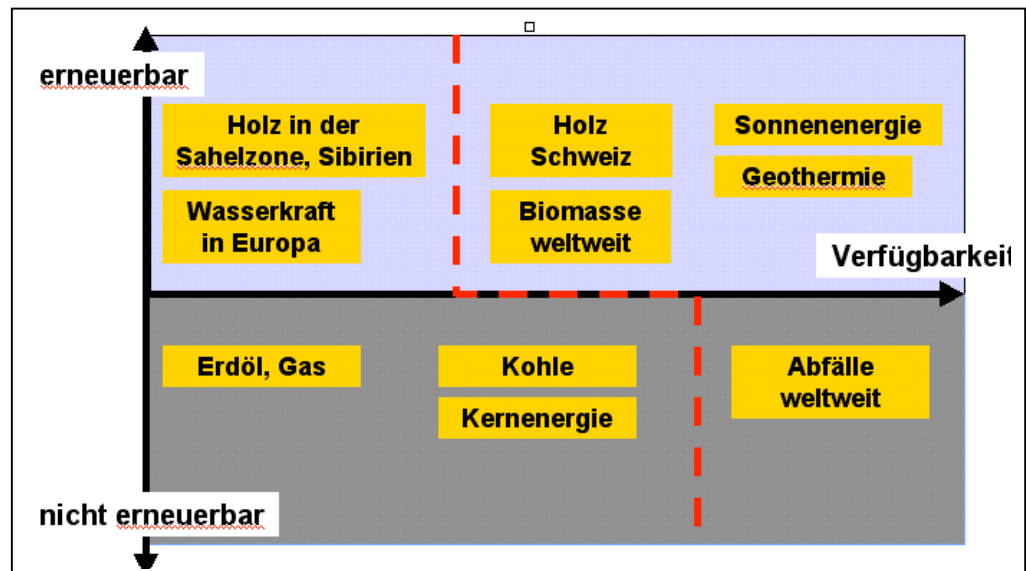 erneuerbar
Holz in der
Sahelzone, Sibirien
Holz
Schweiz
Sonnenenergie
Geothermie
Wasserkraft
in Europa
Biomasse
weltweit
Verfügbarkeit
Erdöl, Gas
Kohle
Kernenergie
Abfälle
weltweit
nicht erneuerbar